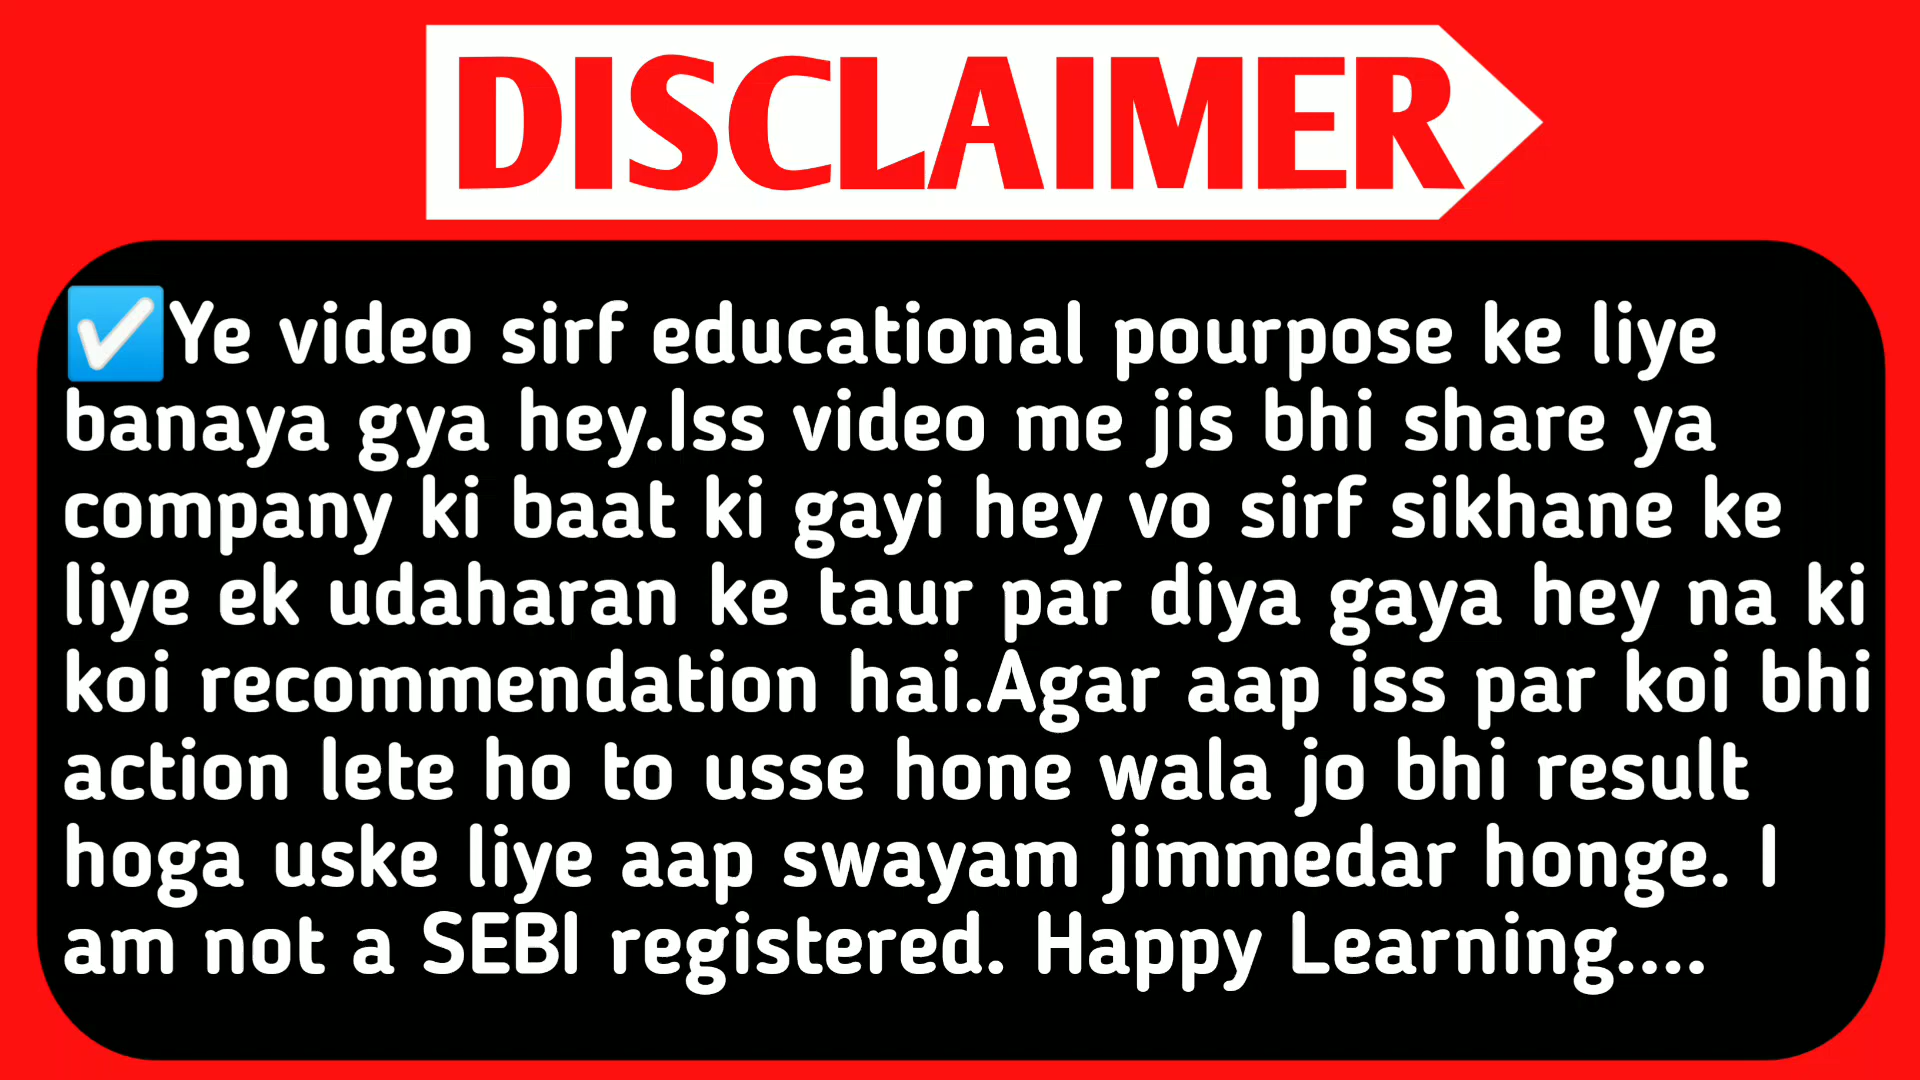 DISCLAIMER
☑Ye video sirf educational pourpose ke liye
banaya gya hey.Iss video me jis bhi share ya
company ki baat ki gayi hey vo sirf sikhane ke
liye ek udaharan ke taur par diya gaya hey na ki
koi recommendation hai.Agar aap iss par koi bhi
action lete ho to usse hone wala jo bhi result
hoga uske liye aap swayam jimmedar honge. I
am not a SEBI registered. Happy Learning....